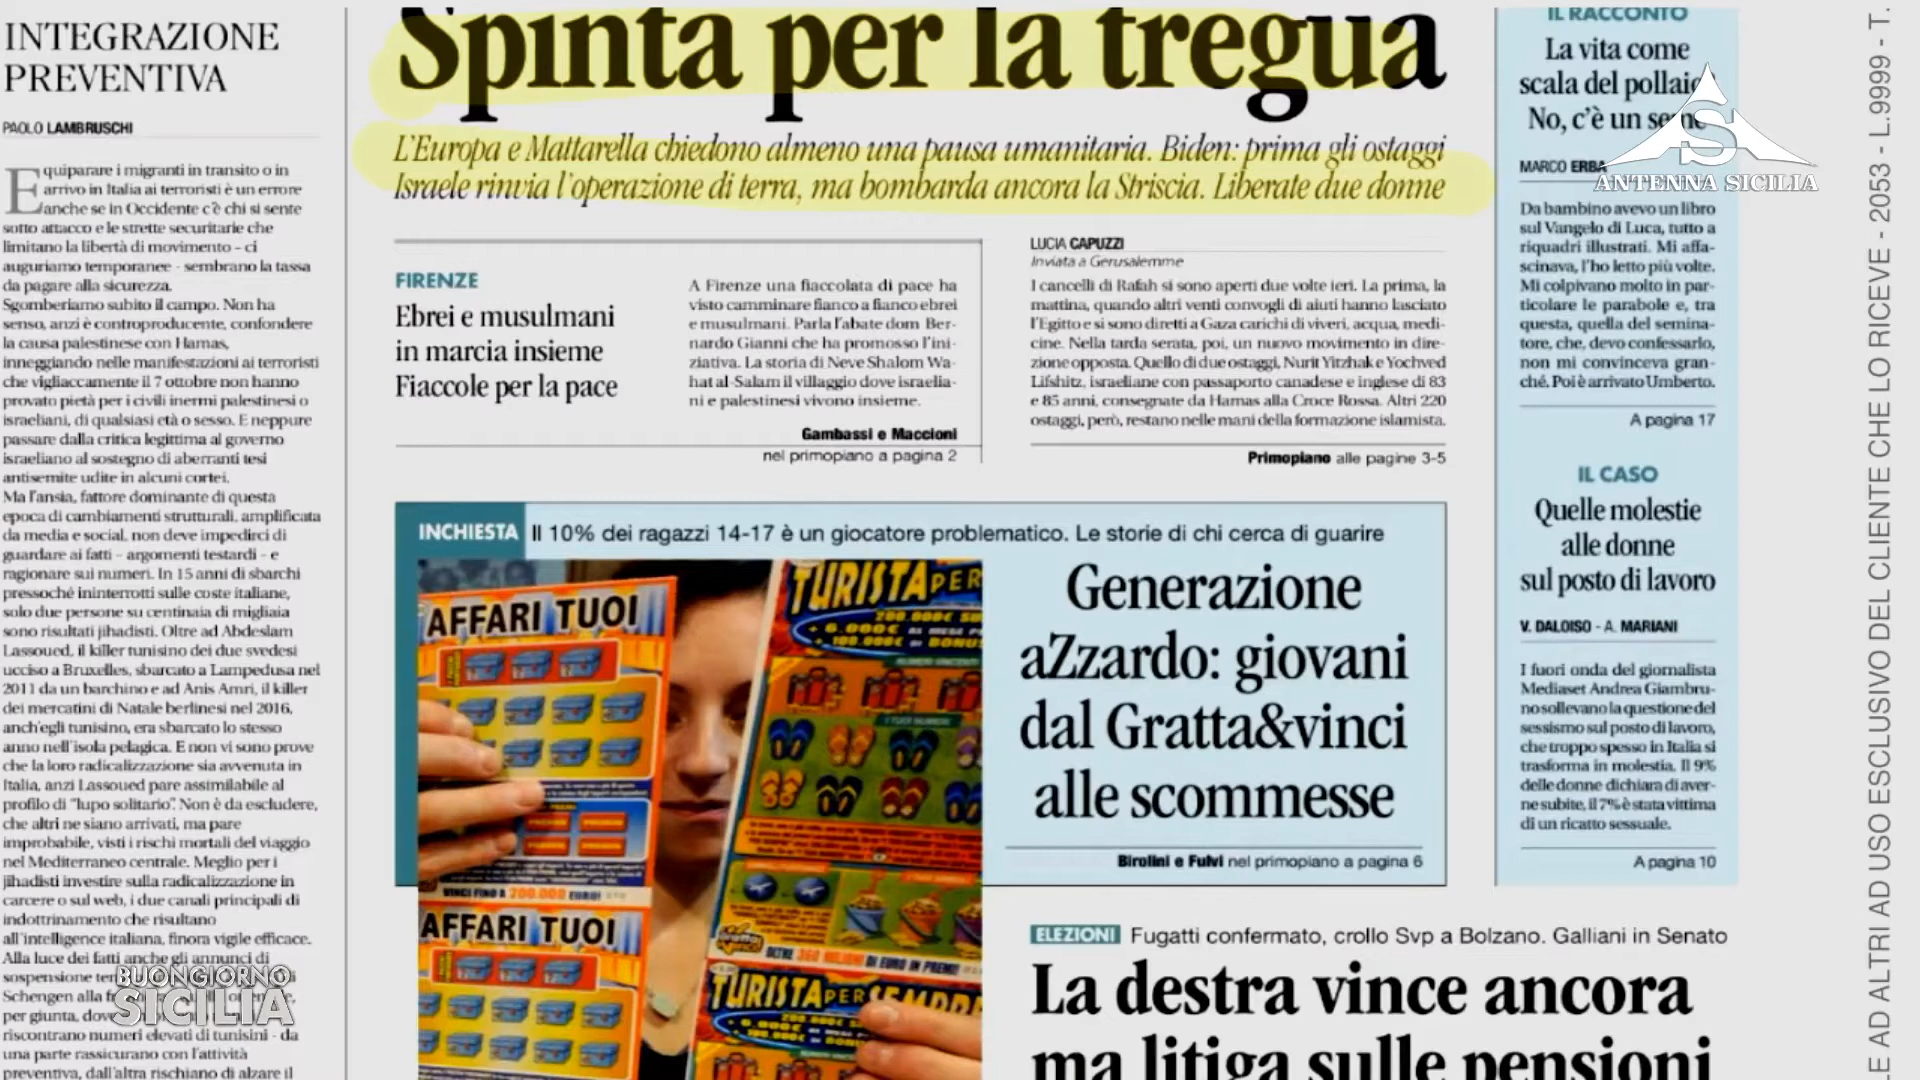 INTEGRAZIONE
PREVENTIVA
PAOLO LAMBRUSCHI
Equiparare i migranti in transito o in
arrivo in Italia ai terroristi è un errore
anche se in Occidente c'è chi si sente
sotto attacco e le strette securitarie che
limitano la libertà di movimento – ci
auguriamo temporanee - sembrano la tassa
da pagare alla sicurezza.
Sgomberiamo subito il campo. Non ha
senso, anzi è controproducente, confondere
la causa palestinese con Hamas,
inneggiando nelle manifestazioni ai terroristi
che vigliaccamente il 7 ottobre non hanno
provato pietà per i civili inermi palestinesi o
israeliani, di qualsiasi età o sesso. E neppure
passare dalla critica legittima al governo
israeliano al sostegno di aberranti tesi
antisemite udite in alcuni cortei.
Ma l'ansia, fattore dominante di questa
epoca di cambiamenti strutturali, amplificata
da media e social, non deve impedirci di
guardare ai fatti – argomenti testardi – e
ragionare sui numeri. In 15 anni di sbarchi
pressoché ininterrotti sulle coste italiane,
solo due persone su centinaia di migliaia
sono risultati jihadisti. Oltre ad Abdeslam
Lassoued, il killer tunisino dei due svedesi
ucciso a Bruxelles, sbarcato a Lampedusa nel
2011 da un barchino e ad Anis Amri, il killer
dei mercatini di Natale berlinesi nel 2016,
anch'egli tunisino, era sbarcato lo stesso
anno nell'isola pelagica. E non vi sono prove
che la loro radicalizzazione sia avvenuta in
Italia, anzi Lassoued pare assimilabile al
profilo di "lupo solitario". Non è da escludere,
che altri ne siano arrivati, ma pare
improbabile, visti i rischi mortali del viaggio
nel Mediterraneo centrale. Meglio per i
jihadisti investire sulla radicalizzazione in
carcere o sul web, i due canali principali di
indottrinamento che risultano
all'intelligence italiana, finora vigile efficace.
Alla luce dei fatti anche gli annunci di
sospensione
Schengen alla
per giunta, dove
riscontrano numeri elevati di tunisini - da
una parte rassicurano con l'attività
preventiva, dall'altra rischiano di alzare il
Spinta per la tregua
L'Europa e Mattarella chiedono almeno una pausa umanitaria. Biden: prima gli ostaggi
Israele rinvia l'operazione di terra, ma bombarda ancora la Striscia. Liberate due donne
FIRENZE
Ebrei e musulmani
in marcia insieme
Fiaccole per la pace
A Firenze una fiaccolata di pace ha
visto camminare fianco a fianco ebrei
e musulmani. Parla l'abate dom Ber-
nardo Gianni che ha promosso l'ini-
ziativa. La storia di Neve Shalom Wa-
hat al-Salam il villaggio dove israelia-
ni e palestinesi vivono insieme.
Gambassi e Maccioni
nel primopiano a pagina 2
LUCIA CAPUZZI
Inviata a Gerusalemme
I cancelli di Rafah si sono aperti due volte ieri. La prima, la
mattina, quando altri venti convogli di aiuti hanno lasciato
l'Egitto e si sono diretti a Gaza carichi di viveri, acqua, medi-
cine. Nella tarda serata, poi, un nuovo movimento in dire-
zione opposta. Quello di due ostaggi, Nurit Yitzhak e Yochved
Lifshitz, israeliane con passaporto canadese e inglese di 83
e 85 anni, consegnate da Hamas alla Croce Rossa. Altri 220
ostaggi, però, restano nelle mani della formazione islamista.
Primopiano alle pagine 3-5
INCHIESTA Il 10% dei ragazzi 14-17 è un giocatore problematico. Le storie di chi cerca di guarire
Generazione
aZzardo: giovani
dal Gratta&vinci
alle scommesse
Birolini e Fulvi nel primopiano a pagina 6
AFFARI TUOI
VINCI FINO A 200.000 EURO!
AFFARI TUOI
TURISTA PER
200.000€
6.000€
100.000€ DI BONUS
OLTRE 360 MILIONI DI EURO IN PREMI
TURISTA PER SEMPRE
ELEZIONI Fugatti confermato, crollo Svp a Bolzano. Galliani in Senato
La destra vince ancora
ma litiga sulle pensioni
IL RACCONTO
La vita come
scala del pollaio?
No, c'è un seme
MARCO ERBA
Da bambino avevo un libro
sul Vangelo di Luca, tutto a
riquadri illustrati. Mi affa-
scinava, l'ho letto più volte.
Mi colpivano molto in par-
ticolare le parabole e, tra
questa, quella del semina-
tore, che, devo confessarlo,
non mi convinceva gran-
ché. Poi è arrivato Umberto.
A pagina 17
IL CASO
Quelle molestie
alle donne
sul posto di lavoro
V. DALOISO - A. MARIANI
I fuori onda del giornalista
Mediaset Andrea Giambru-
no sollevano la questione del
sessismo sul posto di lavoro,
che troppo spesso in Italia si
trasforma in molestia. Il 9%
delle donne dichiara di aver-
ne subite, il 7% è stata vittima
di un ricatto sessuale.
A pagina 10
LE AD ALTRI AD USO ESCLUSIVO DEL CLIENTE CHE LO RICEVE - 2053 - L.9999 - T.
S
ANTENNA SICILIA
BUONGIORNO
SICILIA